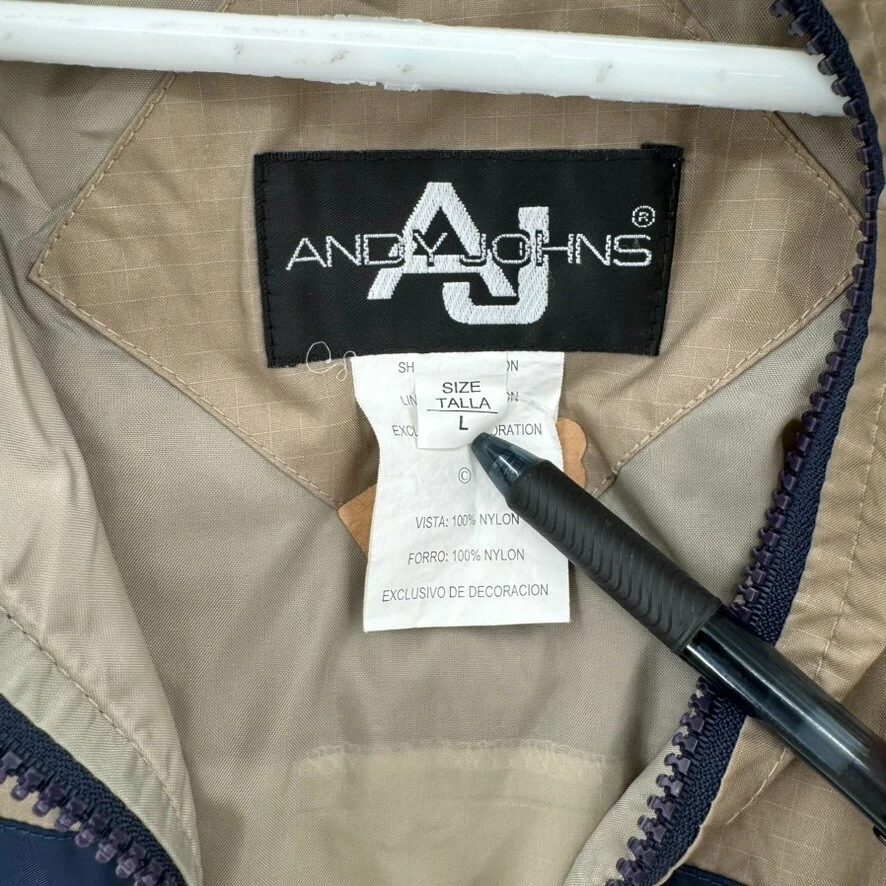 AJ
ANDY JOHNS®
SIZE
TALLA
L
©
VISTA: 100% NYLON
FORRO: 100% NYLON
EXCLUSIVO DE DECORACION